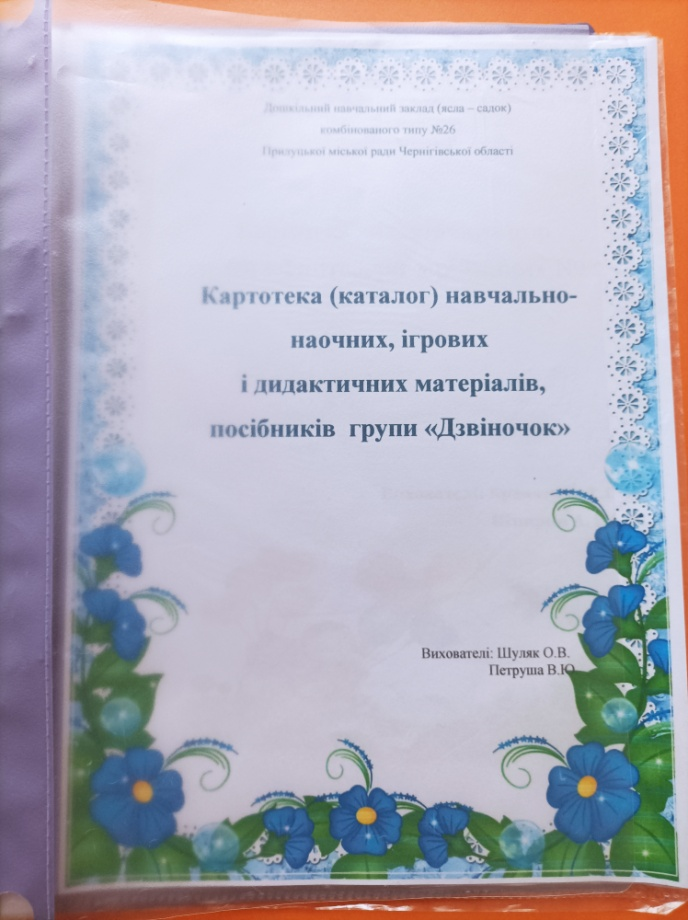 Дошкільний навчальний заклад (ясла – садок)
комбінованого типу №26
Прилуцької міської ради Чернігівської області
Картотека (каталог) навчально-
наочних, ігрових
і дидактичних матеріалів,
посібників групи «Дзвіночок»
Вихователі: Шуляк О.В.
Петруша В.Ю.